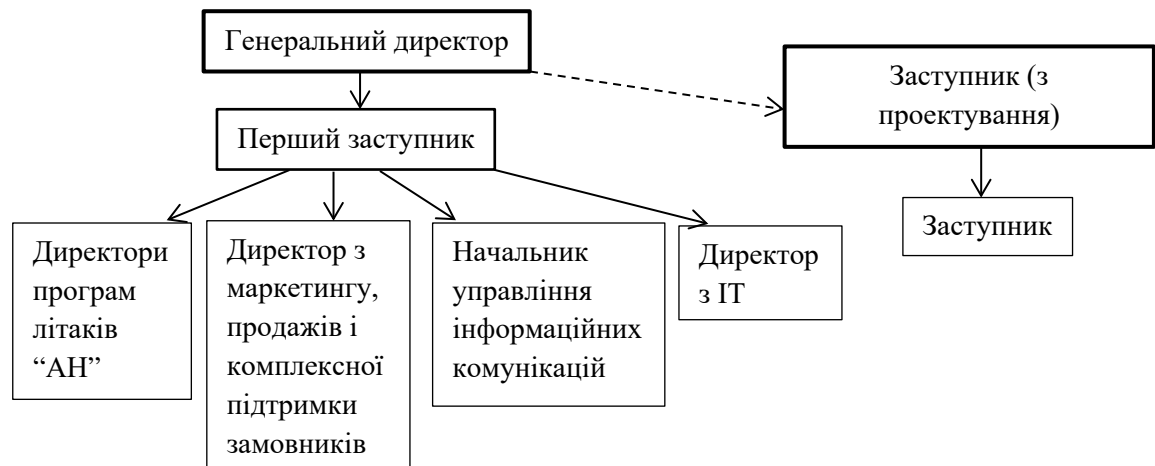 Генеральний директор
Заступник (з
проектування)
Перший заступник
Заступник
Директори
програм
літаків
“АН”
Директор з
маркетингу,
продажів і
комплексної
підтримки
замовників
Начальник
управління
інформаційних
комунікацій
Директор
з ІТ